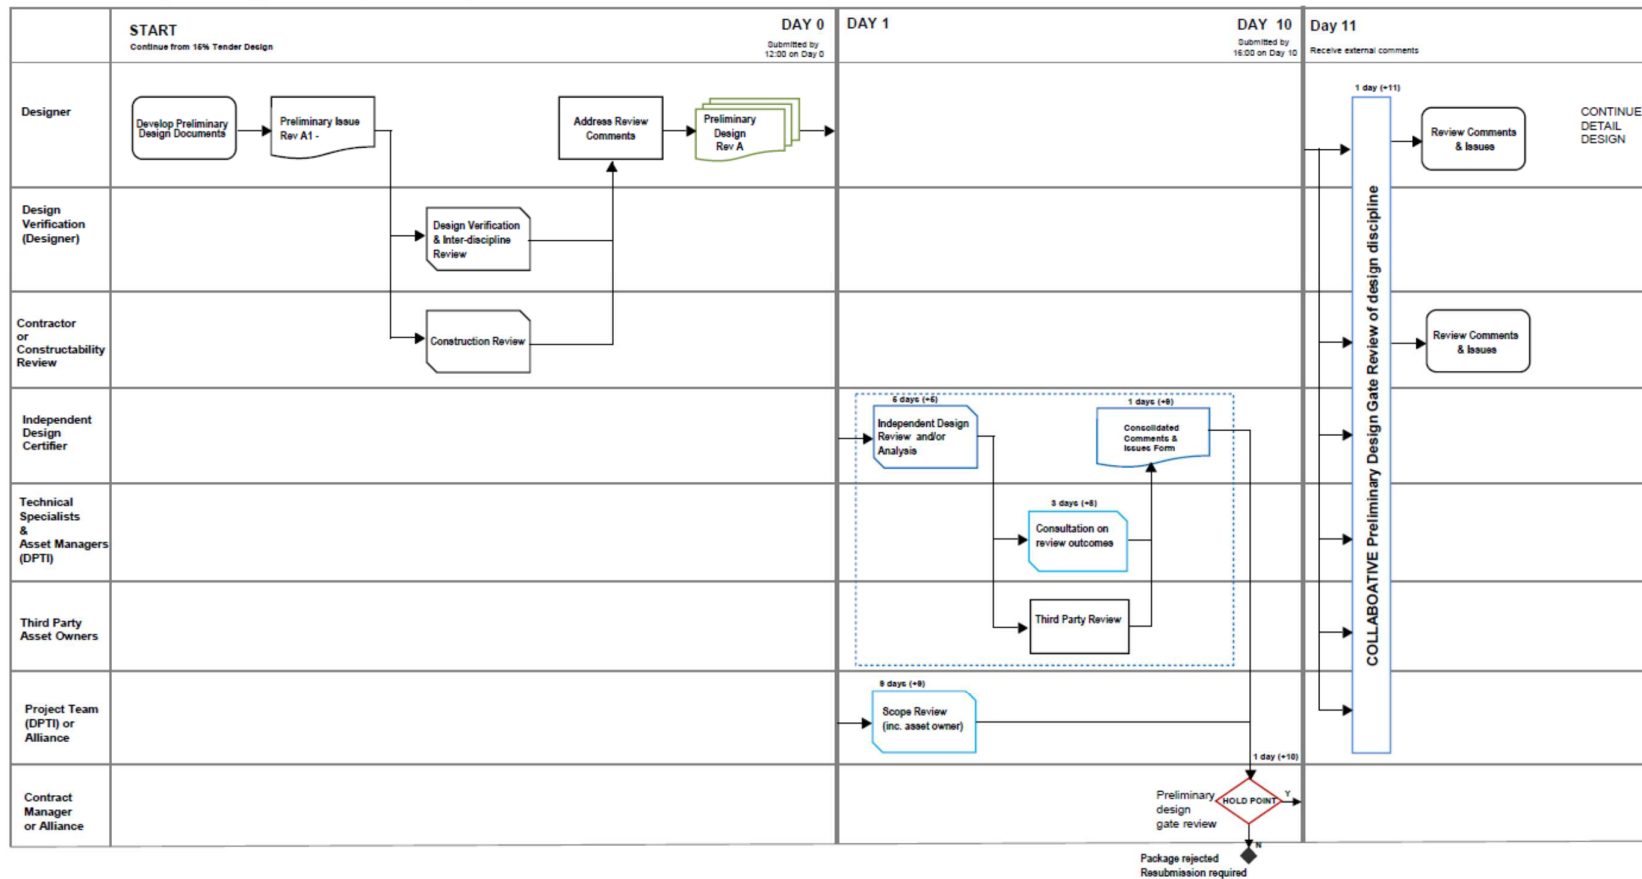 START
Continue from 15% Tender Design
DAY 0
Submitted by
12:00 on Day 0
DAY 1
DAY 10
Submitted by
16:00 on Day 10
Day 11
Receive external comments
Designer
Develop Preliminary
Design Documents
Preliminary Issue
Rev A1 -
Address Review
Comments
Preliminary
Design
Rev A
1 day (+11)
Review Comments
& Issues
CONTINUE
DETAIL
DESIGN
Design
Verification
(Designer)
Design Verification
& Inter-discipline
Review
COLLABOATIVE Preliminary Design Gate Review of design discipline
Contractor
or
Constructability
Review
Construction Review
Review Comments
& Issues
Independent
Design
Certifier
5 days (+5)
Independent Design
Review and/or
Analysis
1 days (+9)
Consolidated
Comments &
Issues Form
Technical
Specialists
&
Asset Managers
(DPTI)
3 days (+8)
Consultation on
review outcomes
Third Party
Asset Owners
Third Party Review
Project Team
(DPTI) or
Alliance
9 days (+9)
Scope Review
(inc. asset owner)
1 day (+10)
Contract
Manager
or Alliance
Preliminary
design
gate review
HOLD POINT
Y
N
Package rejected
Resubmission required